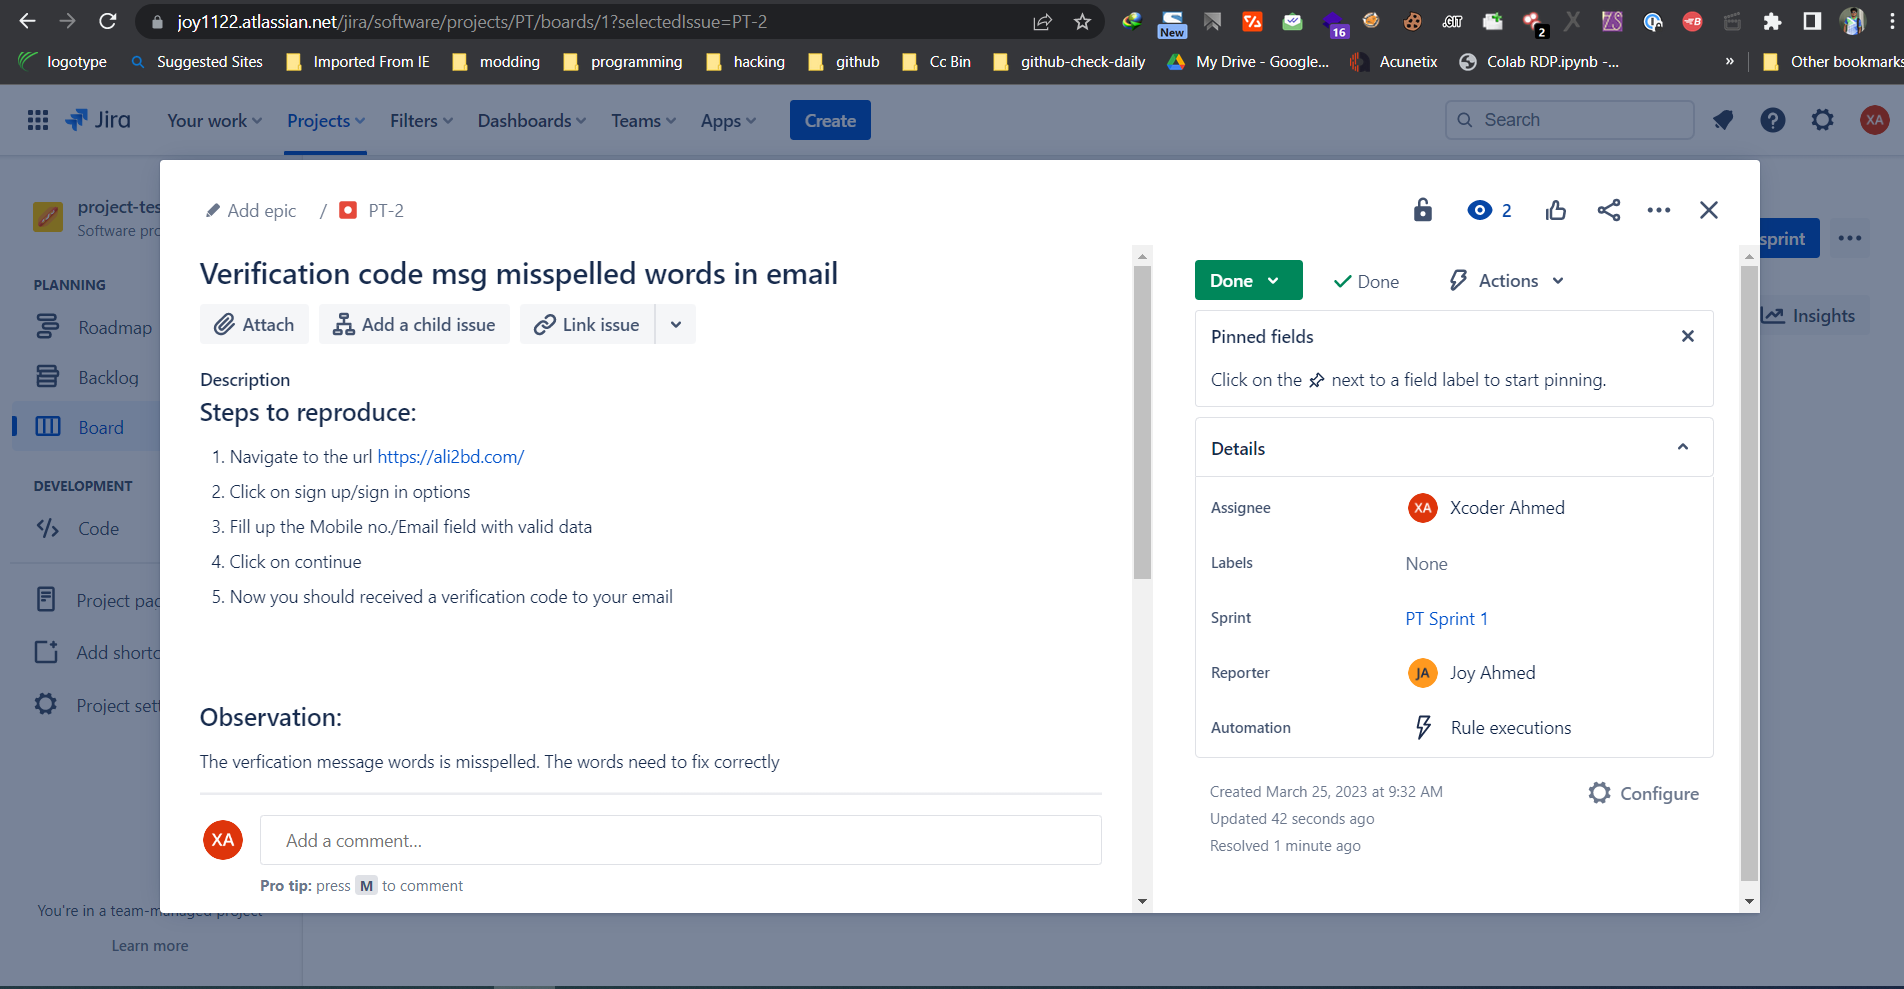 joy1122.atlassian.net/jira/software/projects/PT/boards/1?selectedIssue=PT-2
New
16
GIT
2
logotype Suggested Sites Imported From IE modding programming hacking github Cc Bin github-check-daily My Drive - Google... Acunetix Colab RDP.ipynb -... » Other bookmarks
Jira Your work Projects Filters Dashboards Teams Apps Create Search XA
project-tes
Software pro
PLANNING
Roadmap
Backlog
Board
DEVELOPMENT
Code
Project pag
Add shortc
Project sett
You're in a team-managed project
Learn more
Add epic / PT-2
2
Verification code msg misspelled words in email
Attach Add a child issue Link issue
Description
Steps to reproduce:
1. Navigate to the url https://ali2bd.com/
2. Click on sign up/sign in options
3. Fill up the Mobile no./Email field with valid data
4. Click on continue
5. Now you should received a verification code to your email
Observation:
The verfication message words is misspelled. The words need to fix correctly
XA Add a comment...
Pro tip: press M to comment
Done Done Actions
Pinned fields
Click on the next to a field label to start pinning.
Details
Assignee XA Xcoder Ahmed
Labels None
Sprint PT Sprint 1
Reporter JA Joy Ahmed
Automation Rule executions
Created March 25, 2023 at 9:32 AM Configure
Updated 42 seconds ago
Resolved 1 minute ago
sprint
Insights